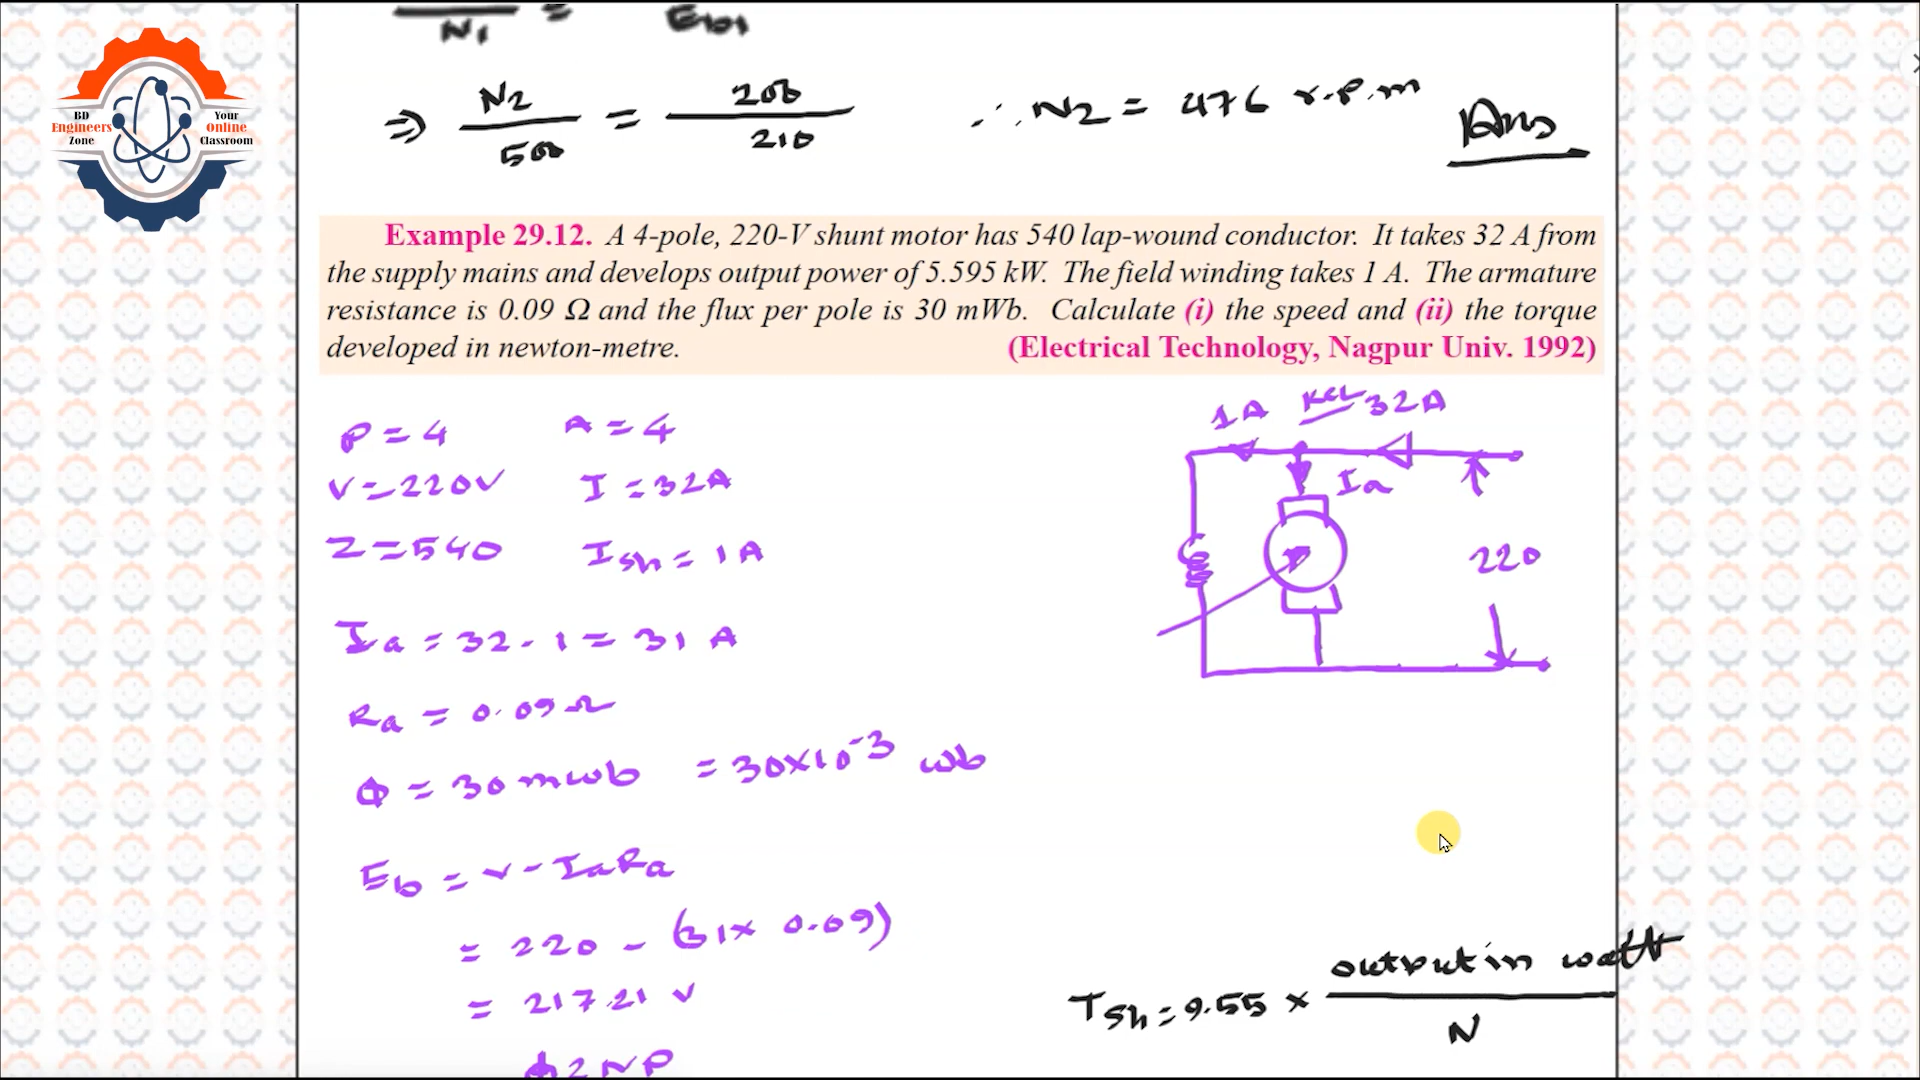 N1 = Eb1
BD Engineers Zone
Your Online Classroom
⇒ N2/500 = 200/210 ∴ N2 = 476 r.p.m Ans
Example 29.12. A 4-pole, 220-V shunt motor has 540 lap-wound conductor. It takes 32 A from
the supply mains and develops output power of 5.595 kW. The field winding takes 1 A. The armature
resistance is 0.09 Ω and the flux per pole is 30 mWb. Calculate (i) the speed and (ii) the torque
developed in newton-metre. (Electrical Technology, Nagpur Univ. 1992)
1A KCL 32A
P = 4 A = 4
V = 220V I = 32A
Ia
Z = 540 Ish = 1A
220
Ia = 32 - 1 = 31 A
Ra = 0.09Ω
Φ = 30 mwb = 30×10-3 wb
Eb = V - IaRa
= 220 - (31× 0.09)
= 217.21 V
Tsh = 9.55 × output in watt / N
ΦZNP